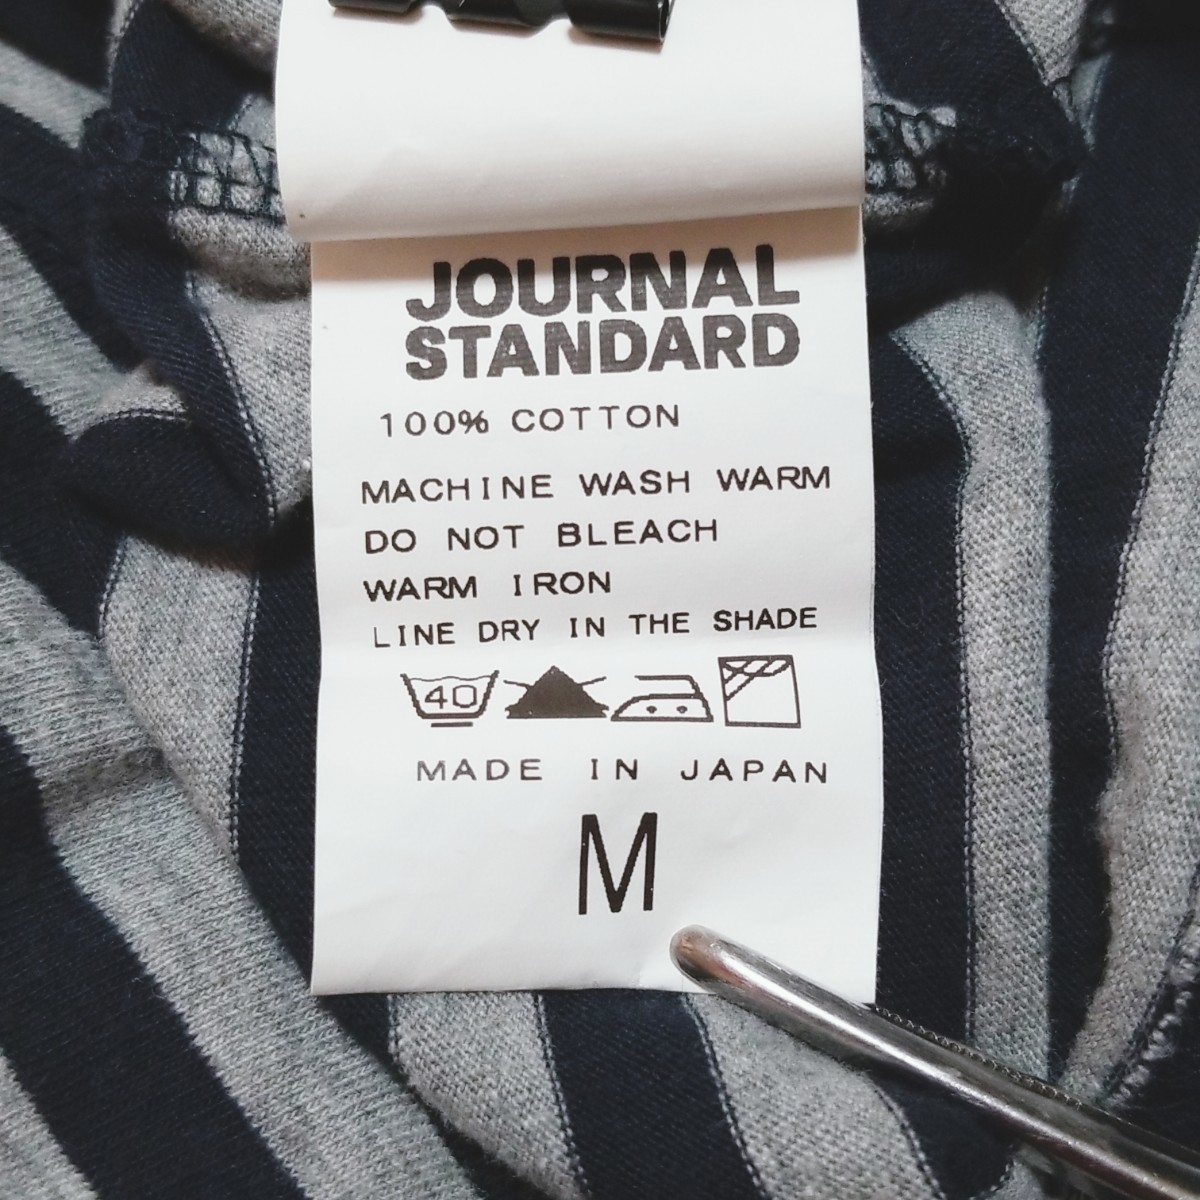 JOURNAL
STANDARD
100% COTTON
MACHINE WASH WARM
DO NOT BLEACH
WARM IRON
LINE DRY IN THE SHADE
40
MADE IN JAPAN
M